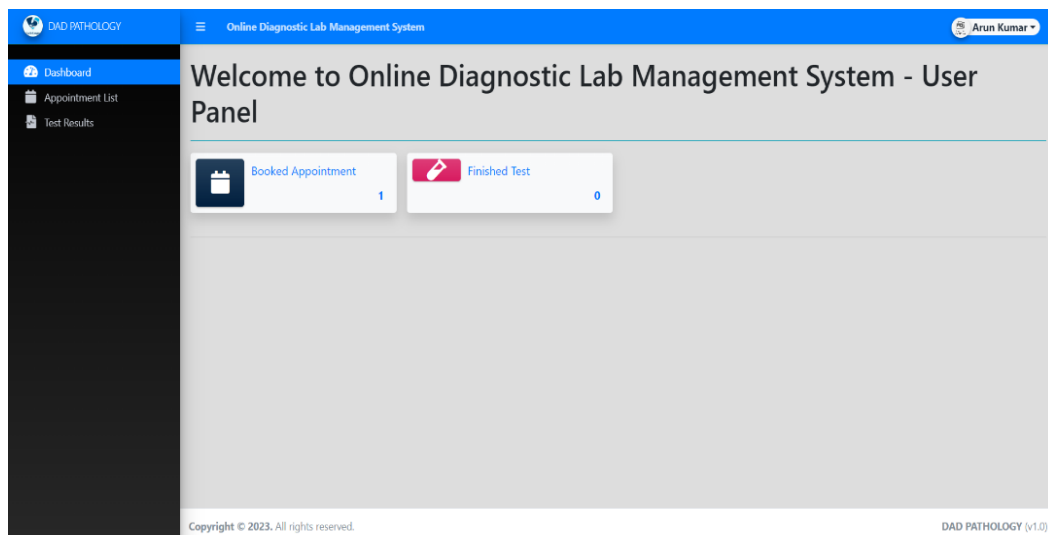 DAD PATHOLOGY
Online Diagnostic Lab Management System
Arun Kumar
Dashboard
Appointment List
Test Results
Welcome to Online Diagnostic Lab Management System - User
Panel
Booked Appointment
1
Finished Test
0
Copyright © 2023. All rights reserved.
DAD PATHOLOGY (v1.0)